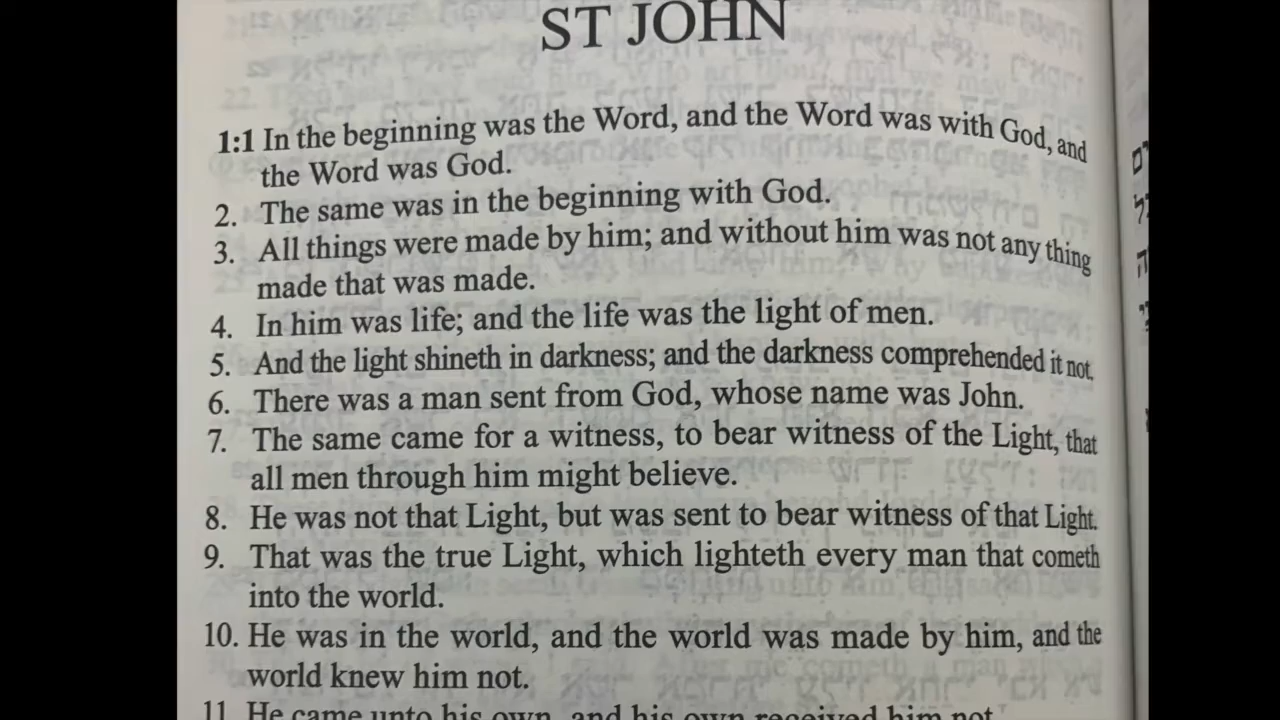 ST JOHN
1:1 In the beginning was the Word, and the Word was with God, and
the Word was God.
2. The same was in the beginning with God.
3. All things were made by him; and without him was not any thing
made that was made.
4. In him was life; and the life was the light of men.
5. And the light shineth in darkness; and the darkness comprehended it not.
6. There was a man sent from God, whose name was John.
7. The same came for a witness, to bear witness of the Light, that
all men through him might believe.
8. He was not that Light, but was sent to bear witness of that Light.
9. That was the true Light, which lighteth every man that cometh
into the world.
10. He was in the world, and the world was made by him, and the
world knew him not.
11. He came unto his own, and his own received him not.